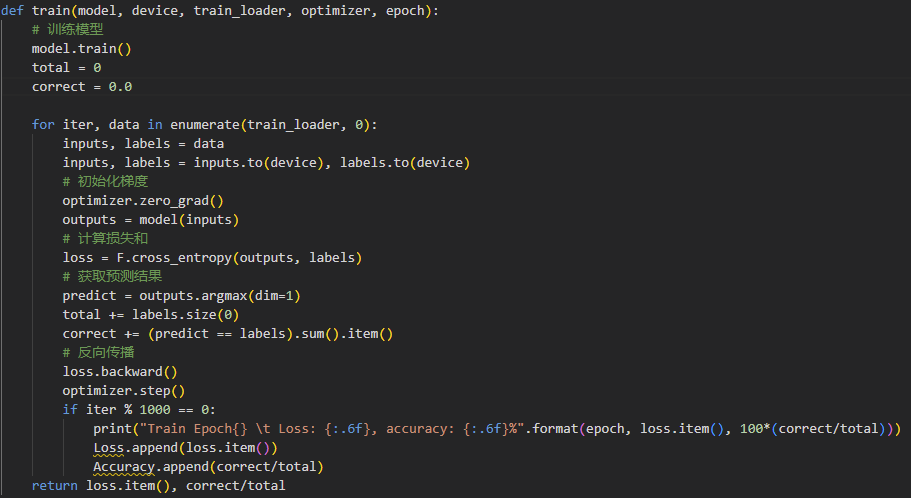 def train(model, device, train_loader, optimizer, epoch):
    # 训练模型
    model.train()
    total = 0
    correct = 0.0

    for iter, data in enumerate(train_loader, 0):
        inputs, labels = data
        inputs, labels = inputs.to(device), labels.to(device)
        # 初始化梯度
        optimizer.zero_grad()
        outputs = model(inputs)
        # 计算损失和
        loss = F.cross_entropy(outputs, labels)
        # 获取预测结果
        predict = outputs.argmax(dim=1)
        total += labels.size(0)
        correct += (predict == labels).sum().item()
        # 反向传播
        loss.backward()
        optimizer.step()
        if iter % 1000 == 0:
            print("Train Epoch{} \t Loss: {:.6f}, accuracy: {:.6f}%".format(epoch, loss.item(), 100*(correct/total)))
            Loss.append(loss.item())
            Accuracy.append(correct/total)
    return loss.item(), correct/total